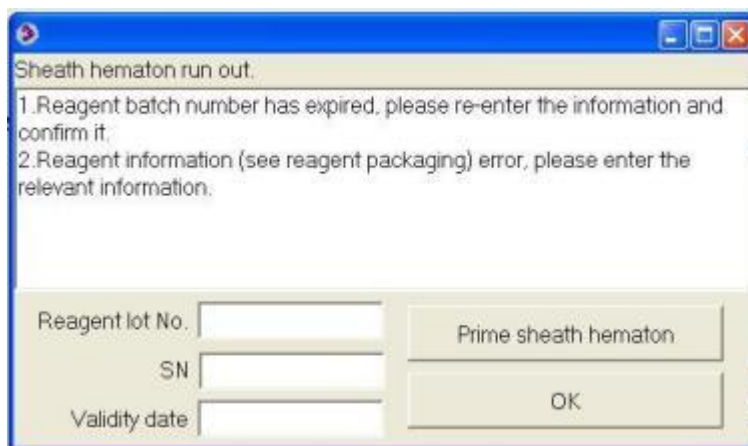 Sheath hematon run out.
1.Reagent batch number has expired, please re-enter the information and
confirm it.
2.Reagent information (see reagent packaging) error, please enter the
relevant information.
Reagent lot No.
Prime sheath hematon
SN
OK
Validity date